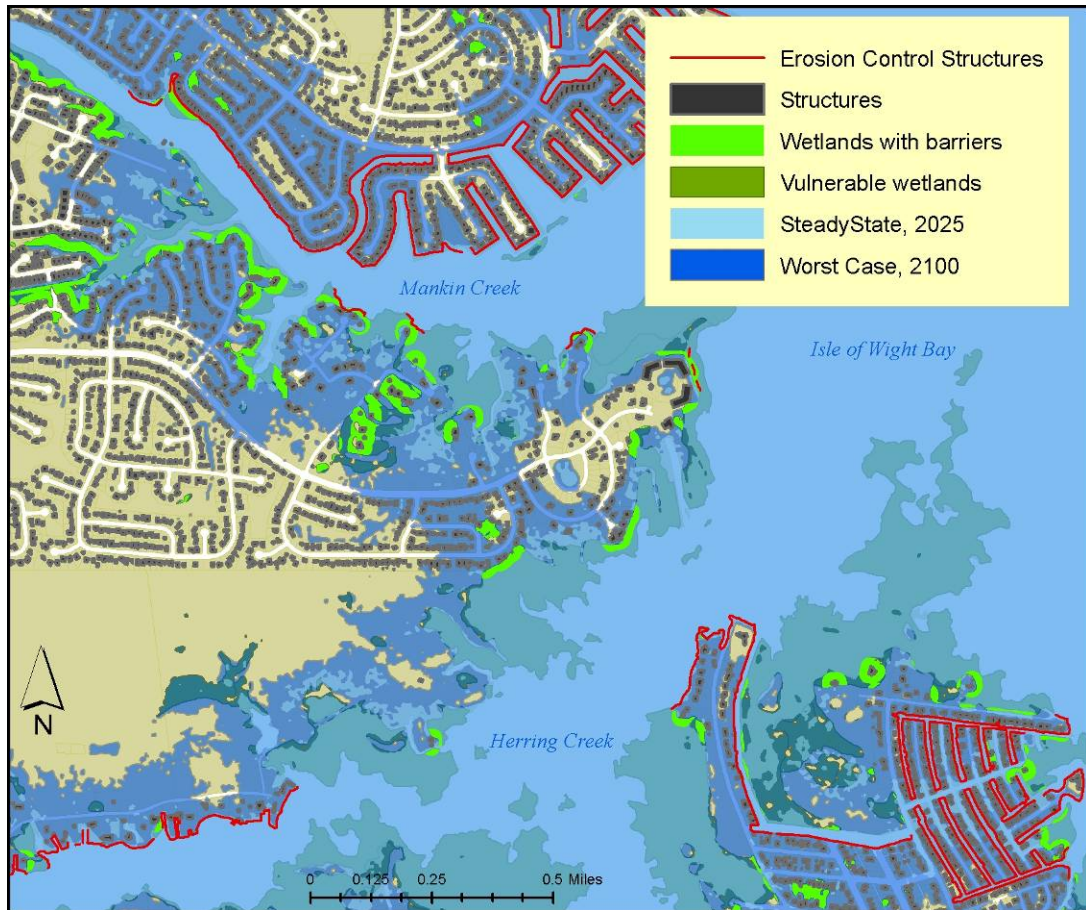 Erosion Control Structures
Structures
Wetlands with barriers
Vulnerable wetlands
SteadyState, 2025
Worst Case, 2100
Mankin Creek
Isle of Wight Bay
N
Herring Creek
0 0.125 0.25 0.5 Miles